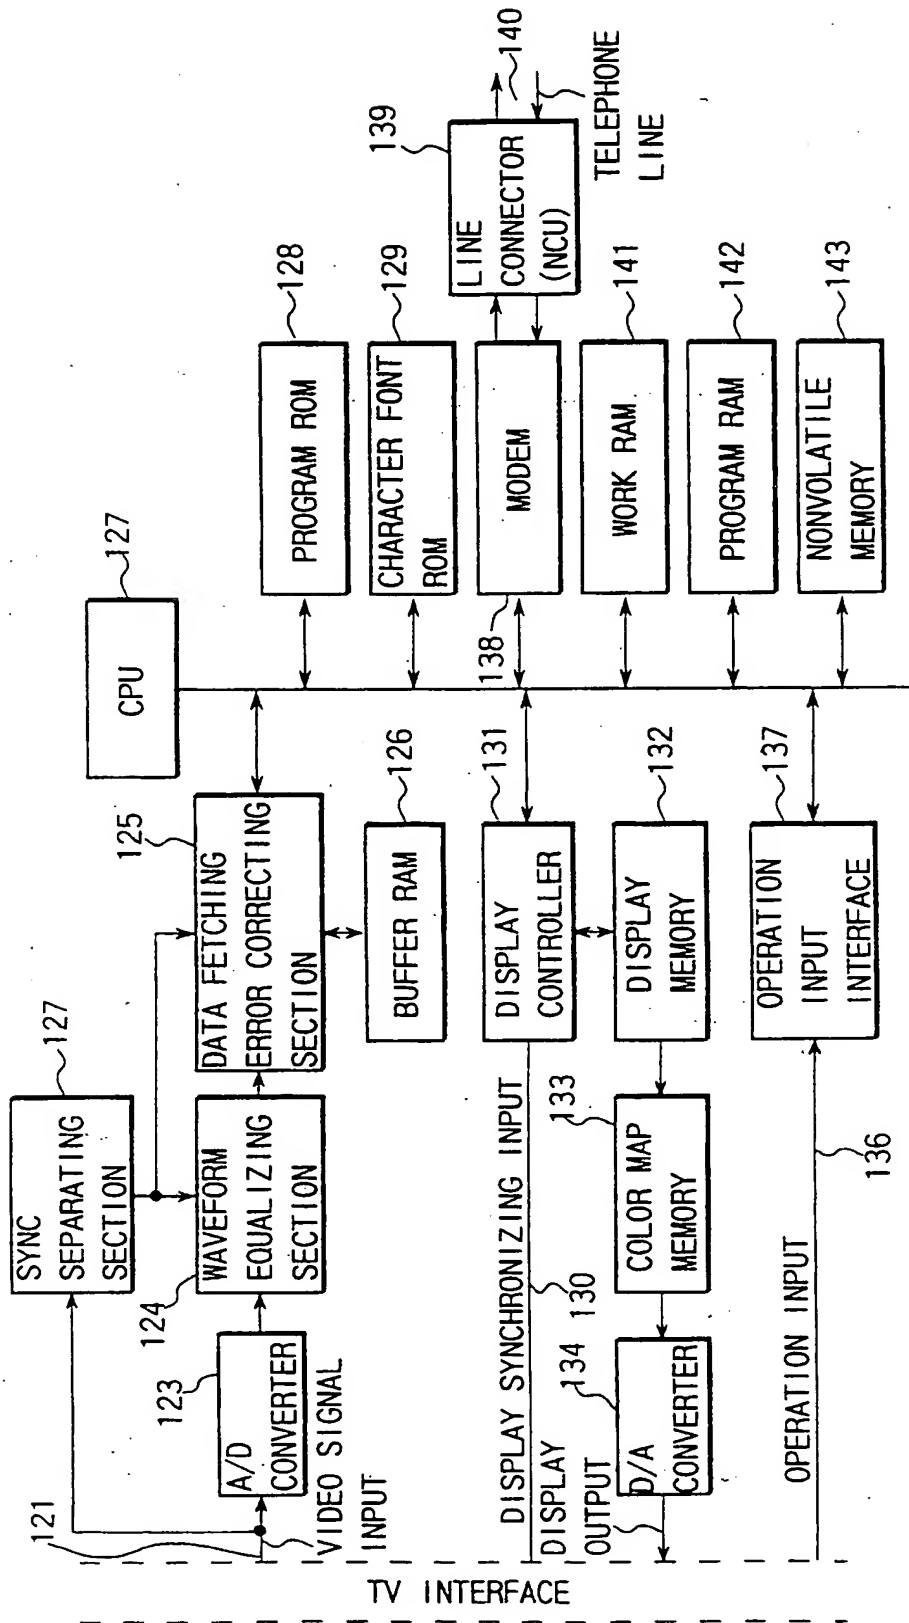 TV INTERFACE
121
VIDEO SIGNAL
INPUT
123
A/D
CONVERTER
127
SYNC
SEPARATING
SECTION
124
WAVEFORM
EQUALIZING
SECTION
125
DATA FETCHING
ERROR CORRECTING
SECTION
126
BUFFER RAM
127
CPU
128
PROGRAM ROM
129
CHARACTER FONT
ROM
138
MODEM
139
LINE
CONNECTOR
(NCU)
140
TELEPHONE
LINE
141
WORK RAM
142
PROGRAM RAM
143
NONVOLATILE
MEMORY
DISPLAY SYNCHRONIZING INPUT
130
131
DISPLAY
CONTROLLER
132
DISPLAY
MEMORY
133
COLOR MAP
MEMORY
134
D/A
CONVERTER
DISPLAY
OUTPUT
OPERATION INPUT
136
137
OPERATION
INPUT
INTERFACE